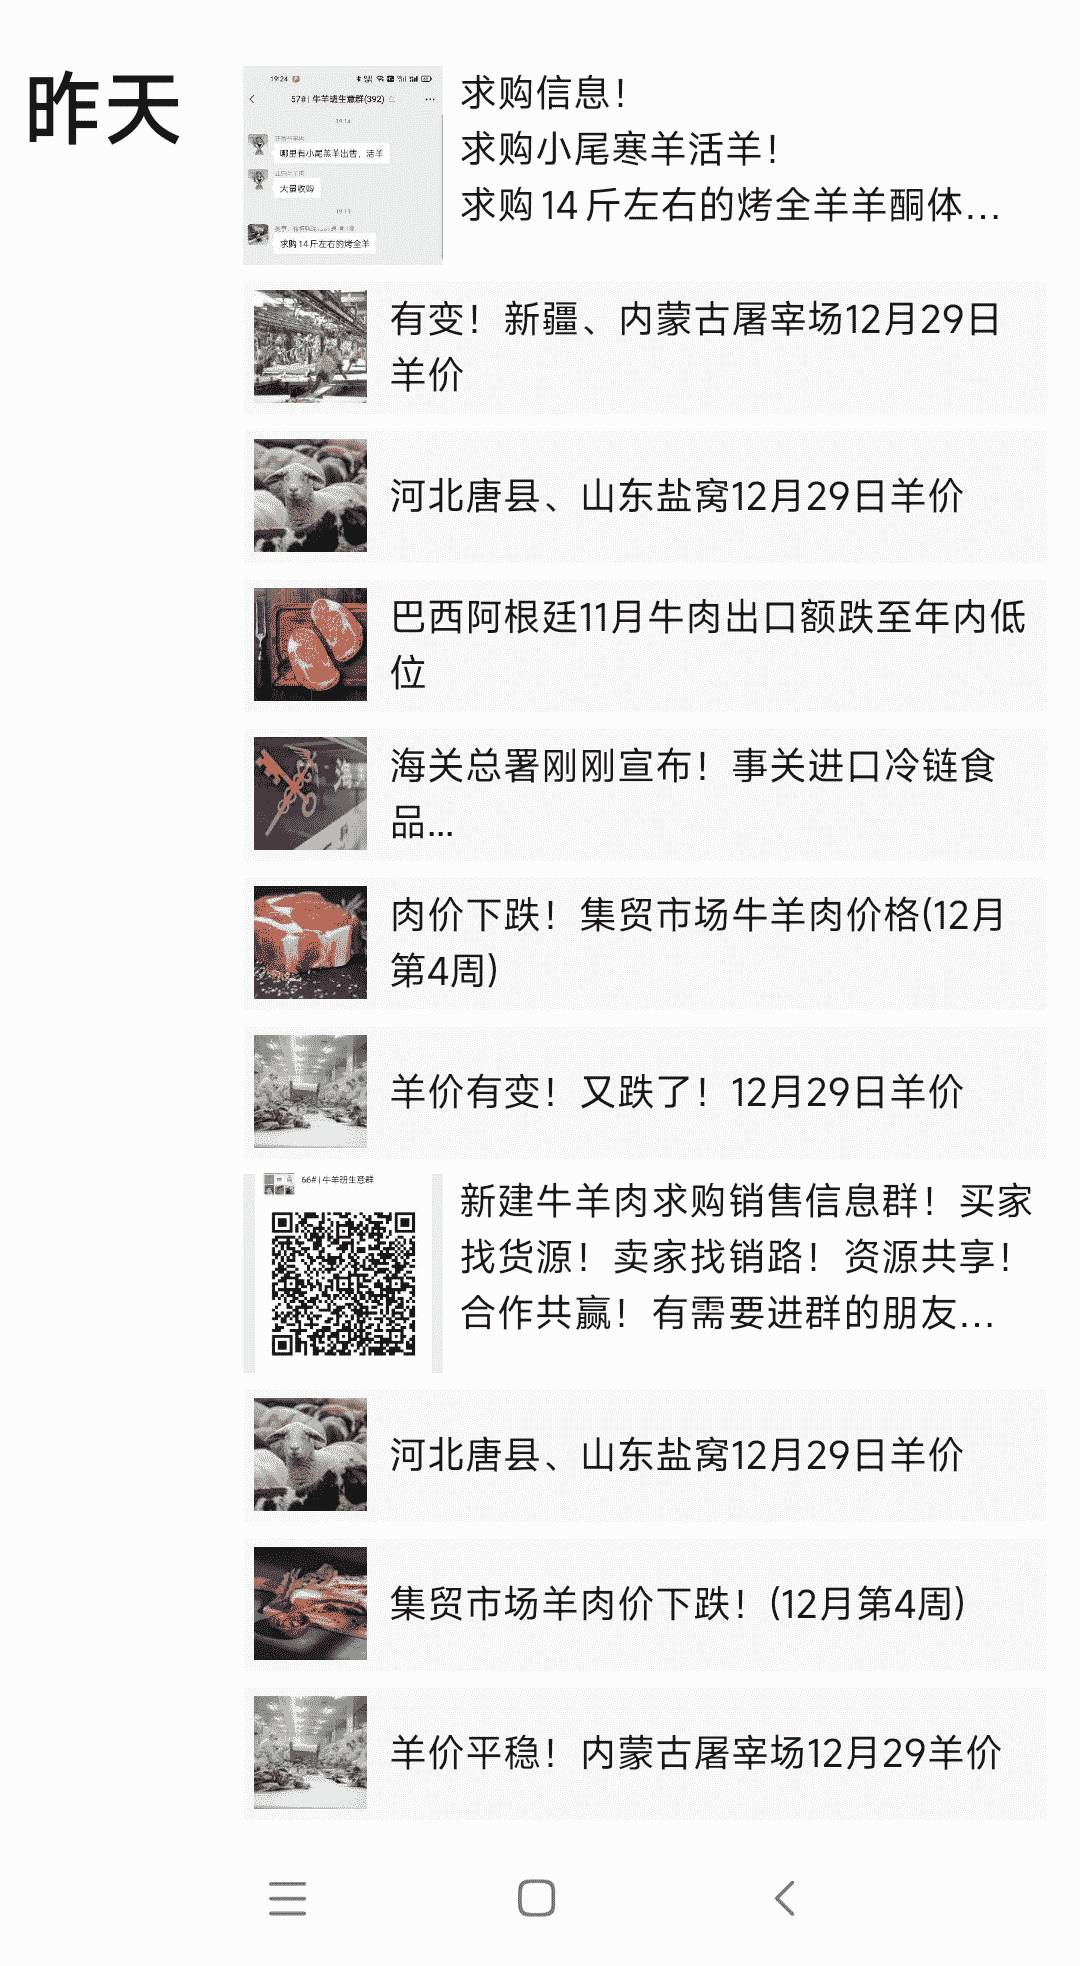 昨天
19:24
57# | 牛羊班生意群(392)
19:14
哪里有小尾羔羊出售，活羊
大量收购
求购14斤左右的烤全羊
求购信息！
求购小尾寒羊活羊！
求购14斤左右的烤全羊羊酮体...
有变！新疆、内蒙古屠宰场12月29日
羊价
河北唐县、山东盐窝12月29日羊价
巴西阿根廷11月牛肉出口额跌至年内低
位
海关总署刚刚宣布！事关进口冷链食
品...
肉价下跌！集贸市场牛羊肉价格(12月
第4周)
羊价有变！又跌了！12月29日羊价
66# | 牛羊班生意群
新建牛羊肉求购销售信息群！买家
找货源！卖家找销路！资源共享！
合作共赢！有需要进群的朋友...
河北唐县、山东盐窝12月29日羊价
集贸市场羊肉价下跌！(12月第4周)
羊价平稳！内蒙古屠宰场12月29羊价